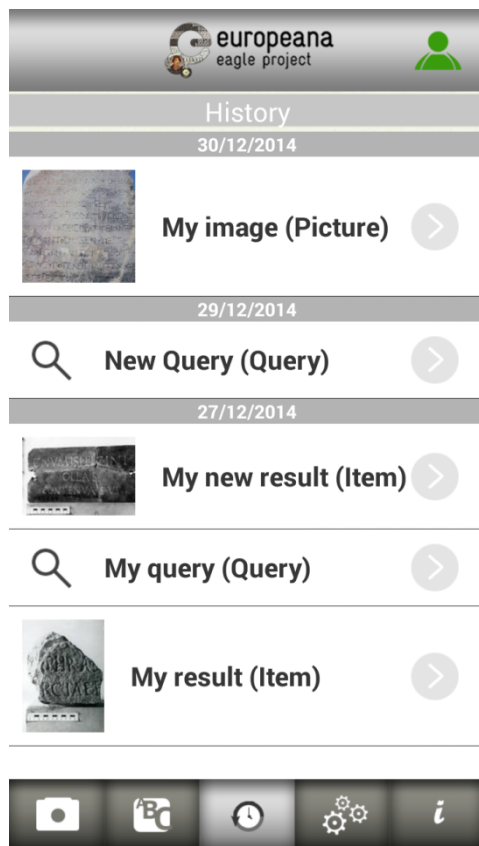 europeana
eagle project
History
30/12/2014
My image (Picture)
29/12/2014
New Query (Query)
27/12/2014
My new result (Item)
My query (Query)
My result (Item)
ABC
i